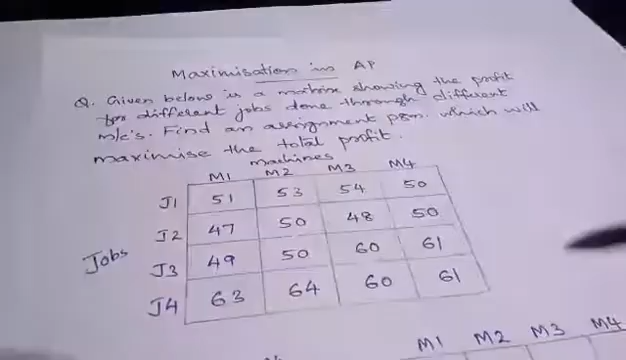 Maximisation in AP
Q. Given below is a matrix showing the profit
for different jobs done through different
m/c's. Find an assignment psm. which will
maximise the total profit.
machines
M1 M2 M3 M4
J1 51 53 54 50
J2 47 50 48 50
Jobs
J3 49 50 60 61
J4 63 64 60 61
M1 M2 M3 M4